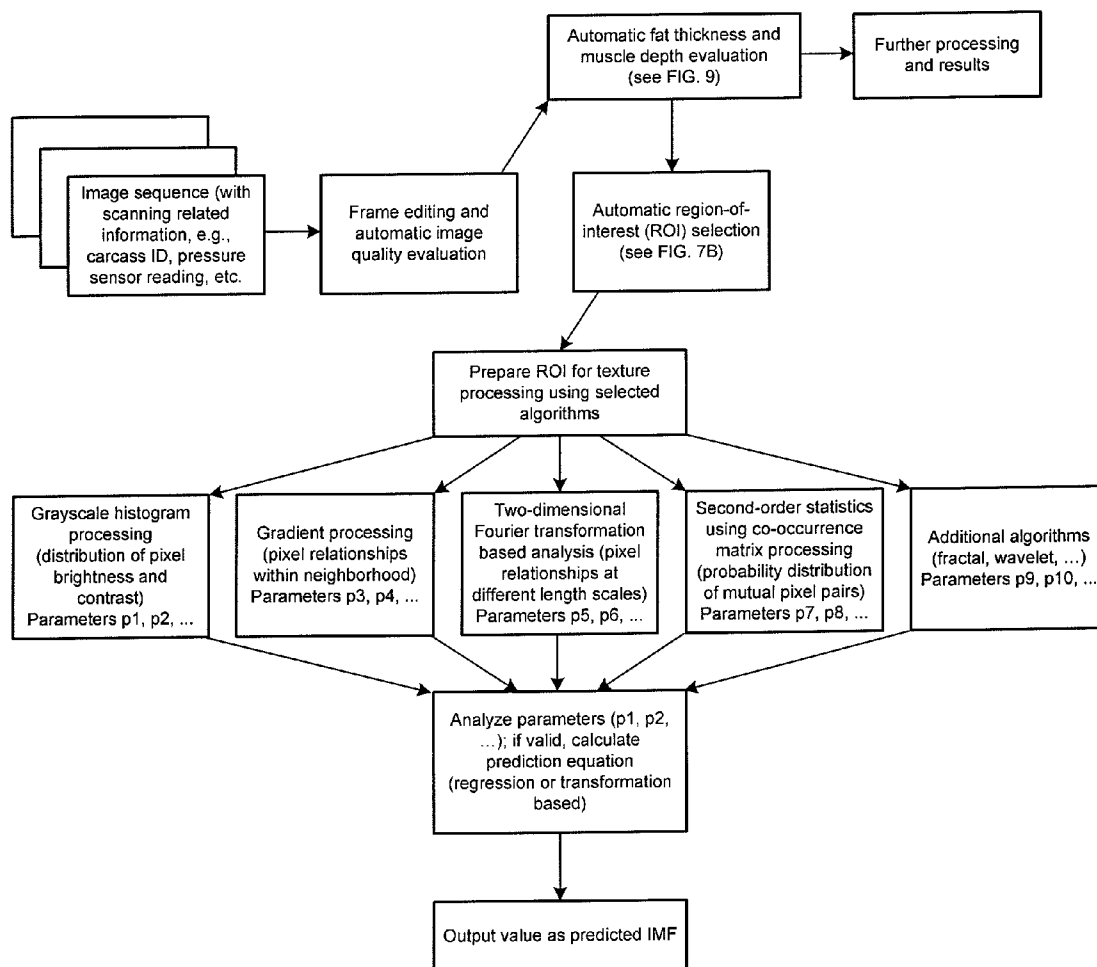 Automatic fat thickness and
muscle depth evaluation
(see FIG. 9)
Further processing
and results
Image sequence (with
scanning related
information, e.g.,
carcass ID, pressure
sensor reading, etc.
Frame editing and
automatic image
quality evaluation
Automatic region-of-
interest (ROI) selection
(see FIG. 7B)
Prepare ROI for texture
processing using selected
algorithms
Grayscale histogram
processing
(distribution of pixel
brightness and
contrast)
Parameters p1, p2, ...
Gradient processing
(pixel relationships
within neighborhood)
Parameters p3, p4, ...
Two-dimensional
Fourier transformation
based analysis (pixel
relationships at
different length scales)
Parameters p5, p6, ...
Second-order statistics
using co-occurrence
matrix processing
(probability distribution
of mutual pixel pairs)
Parameters p7, p8, ...
Additional algorithms
(fractal, wavelet, ...)
Parameters p9, p10, ...
Analyze parameters (p1, p2,
...); if valid, calculate
prediction equation
(regression or transformation
based)
Output value as predicted IMF